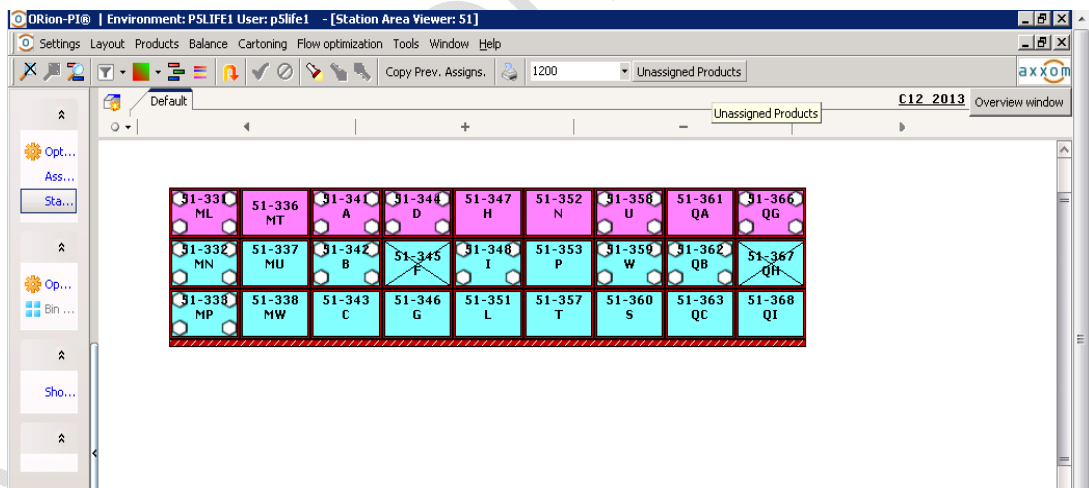 ORion-PI® | Environment: P5LIFE1 User: p5life1 - [Station Area Viewer: 51]
Settings Layout Products Balance Cartoning Flow optimization Tools Window Help
Copy Prev. Assigns. 1200 Unassigned Products axxom
Default C12 2013 Overview window
Unassigned Products
Opt...
Ass...
Sta...
Op...
Bin ...
Sho...
51-331 51-336 51-341 51-344 51-347 51-352 51-358 51-361 51-366
ML MT A D H N U QA QG
51-332 51-337 51-342 51-345 51-348 51-353 51-359 51-362 51-367
MN MU B F I P W QB QH
51-333 51-338 51-343 51-346 51-351 51-357 51-360 51-363 51-368
MP MW C G L T S QC QI